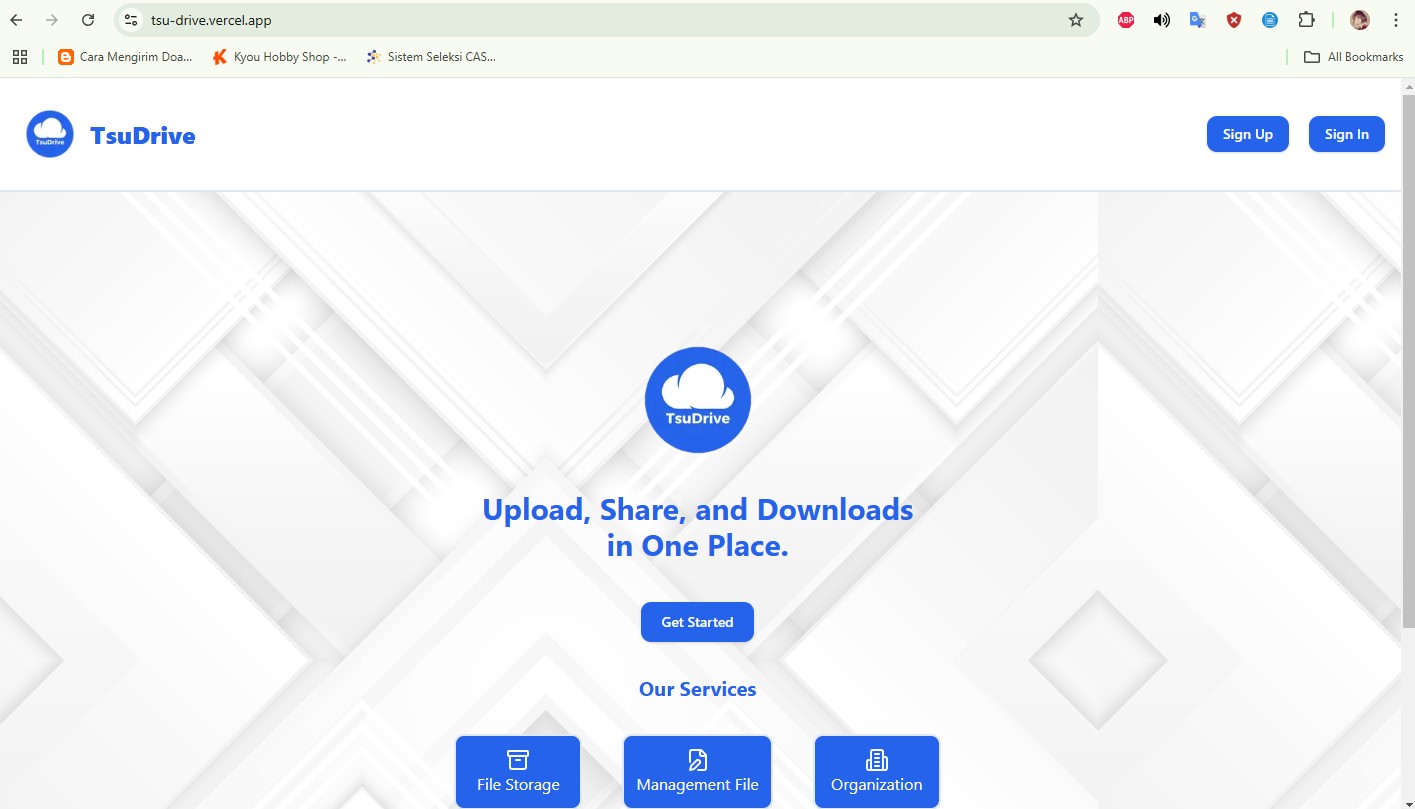 tsu-drive.vercel.app
ABP
Cara Mengirim Doa...
Kyou Hobby Shop -...
Sistem Seleksi CAS...
All Bookmarks
TsuDrive
TsuDrive
Sign Up
Sign In
TsuDrive
Upload, Share, and Downloads
in One Place.
Get Started
Our Services
File Storage
Management File
Organization